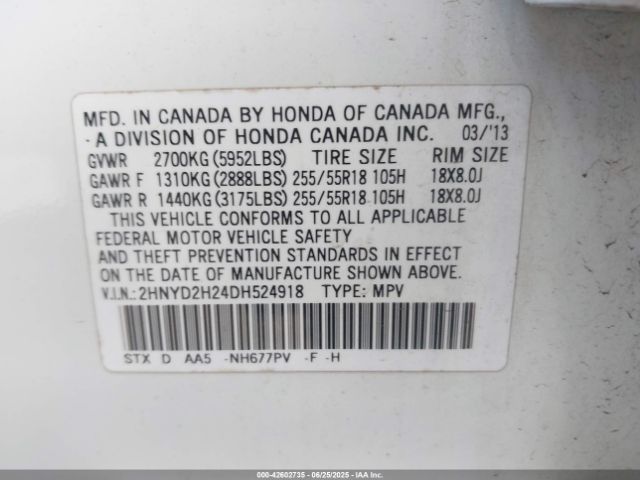 MFD. IN CANADA BY HONDA OF CANADA MFG.,
-A DIVISION OF HONDA CANADA INC. 03/'13
GVWR 2700KG(5952LBS) TIRE SIZE RIM SIZE
GAWR F 1310KG(2888LBS) 255/55R18 105H 18X8.0J
GAWR R 1440KG(3175LBS) 255/55R18 105H 18X8.0J
THIS VEHICLE CONFORMS TO ALL APPLICABLE
FEDERAL MOTOR VEHICLE SAFETY
AND THEFT PREVENTION STANDARDS IN EFFECT
ON THE DATE OF MANUFACTURE SHOWN ABOVE.
V.I.N.:2HNYD2H24DH524918 TYPE: MPV
STX D AA5 -NH677PV -F -H
000-42602735 - 06/25/2025 - IAA Inc.